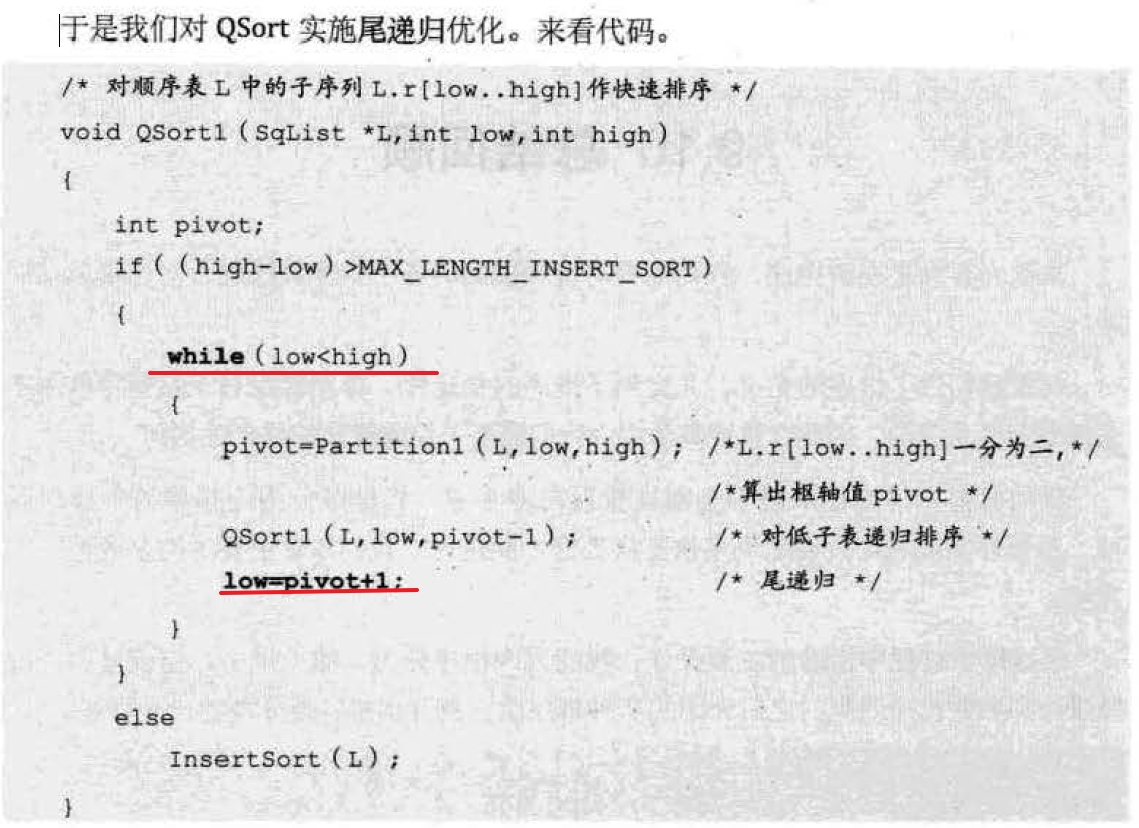 于是我们对 QSort 实施尾递归优化。来看代码。
/* 对顺序表 L 中的子序列 L.r[low..high]作快速排序 */
void QSort1(SqList *L,int low,int high)
{
int pivot;
if((high-low)>MAX_LENGTH_INSERT_SORT)
{
while(low<high)
{
pivot=Partition1(L,low,high); /*L.r[low..high]一分为二,*/
/*算出枢轴值 pivot */
QSort1(L,low,pivot-1); /* 对低子表递归排序 */
low=pivot+1; /* 尾递归 */
}
}
else
InsertSort(L);
}